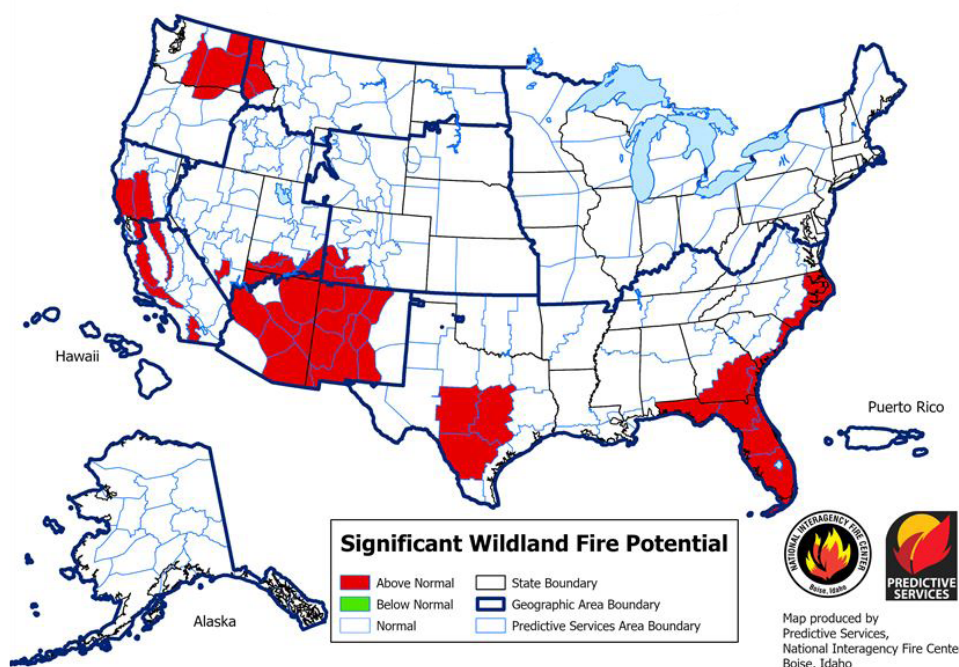 Hawaii
Puerto Rico
Alaska
Significant Wildland Fire Potential
Above Normal
State Boundary
Below Normal
Geographic Area Boundary
Normal
Predictive Services Area Boundary
NATIONAL INTERAGENCY FIRE CENTER
Boise, Idaho
PREDICTIVE
SERVICES
Map produced by
Predictive Services,
National Interagency Fire Cente
Boise, Idaho